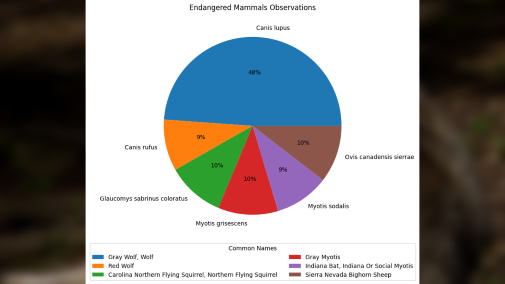 Endangered Mammals Observations
Canis lupus
48%
Canis rufus
9%
10%
Ovis canadensis sierrae
10%
9%
10%
Glaucomys sabrinus coloratus
Myotis sodalis
Myotis grisescens
Common Names
Gray Wolf, Wolf
Red Wolf
Carolina Northern Flying Squirrel, Northern Flying Squirrel
Gray Myotis
Indiana Bat, Indiana Or Social Myotis
Sierra Nevada Bighorn Sheep